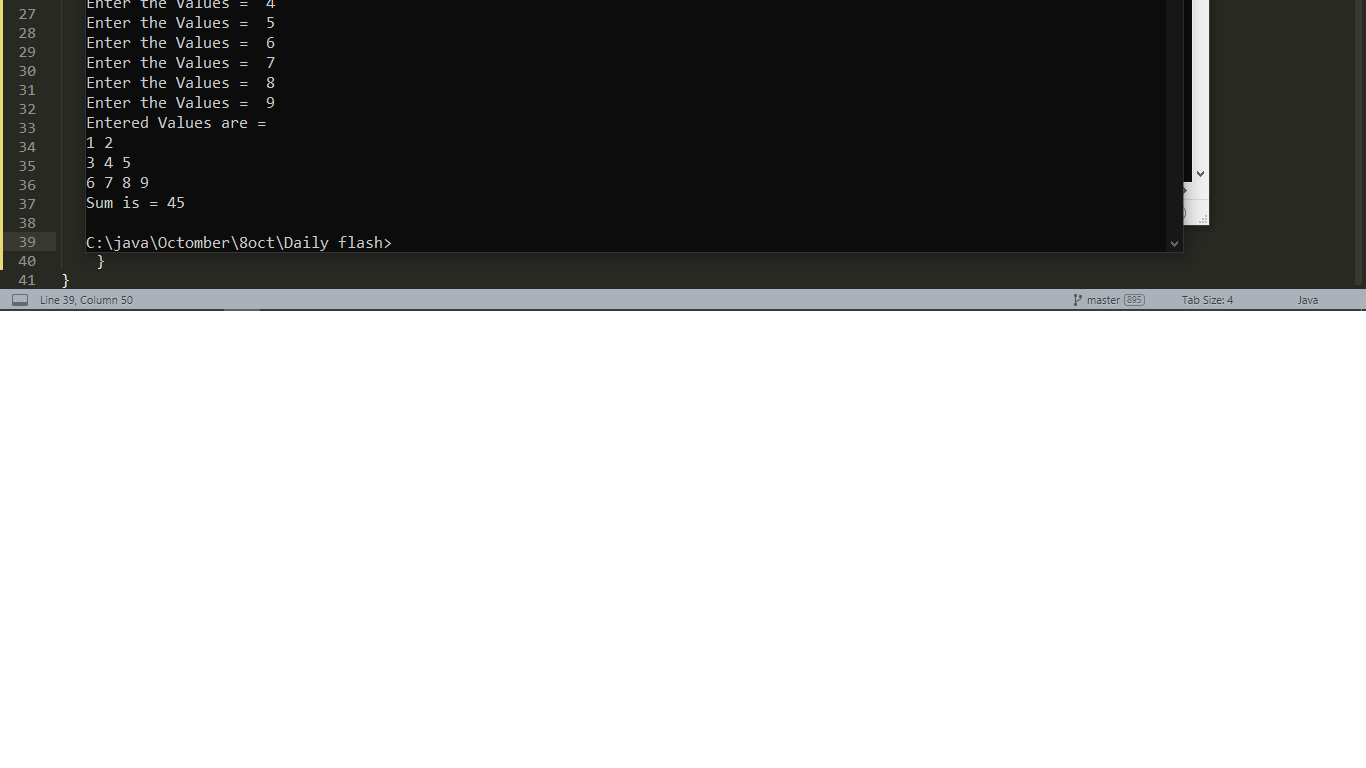 27
28
29
30
31
32
33
34
35
36
37
38
39
40
41
Enter the Values =  4
Enter the Values =  5
Enter the Values =  6
Enter the Values =  7
Enter the Values =  8
Enter the Values =  9
Entered Values are =
1 2
3 4 5
6 7 8 9
Sum is = 45
C:\java\Octomber\8oct\Daily flash>
}
}
Line 39, Column 50
master 895
Tab Size: 4
Java